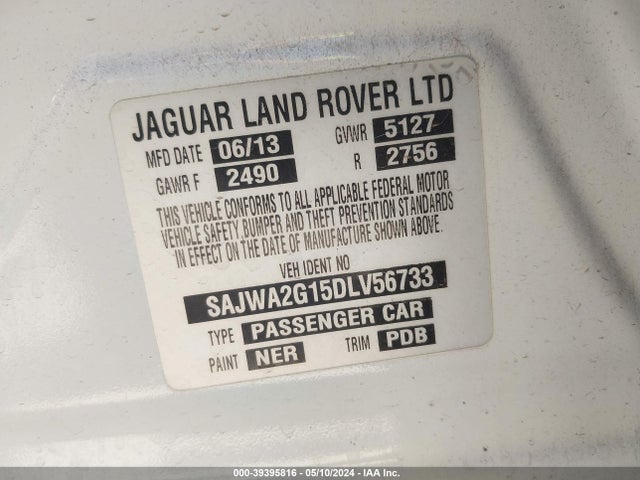 JAGUAR LAND ROVER LTD
MFD DATE 06/13 GVWR 5127
GAWR F 2490 R 2756
THIS VEHICLE CONFORMS TO ALL APPLICABLE FEDERAL MOTOR
VEHICLE SAFETY, BUMPER AND THEFT PREVENTION STANDARDS
IN EFFECT ON THE DATE OF MANUFACTURE SHOWN ABOVE.
VEH IDENT NO
SAJWA2G15DLV56733
TYPE PASSENGER CAR
PAINT NER TRIM PDB
000-39395816 - 05/10/2024 - IAA Inc.